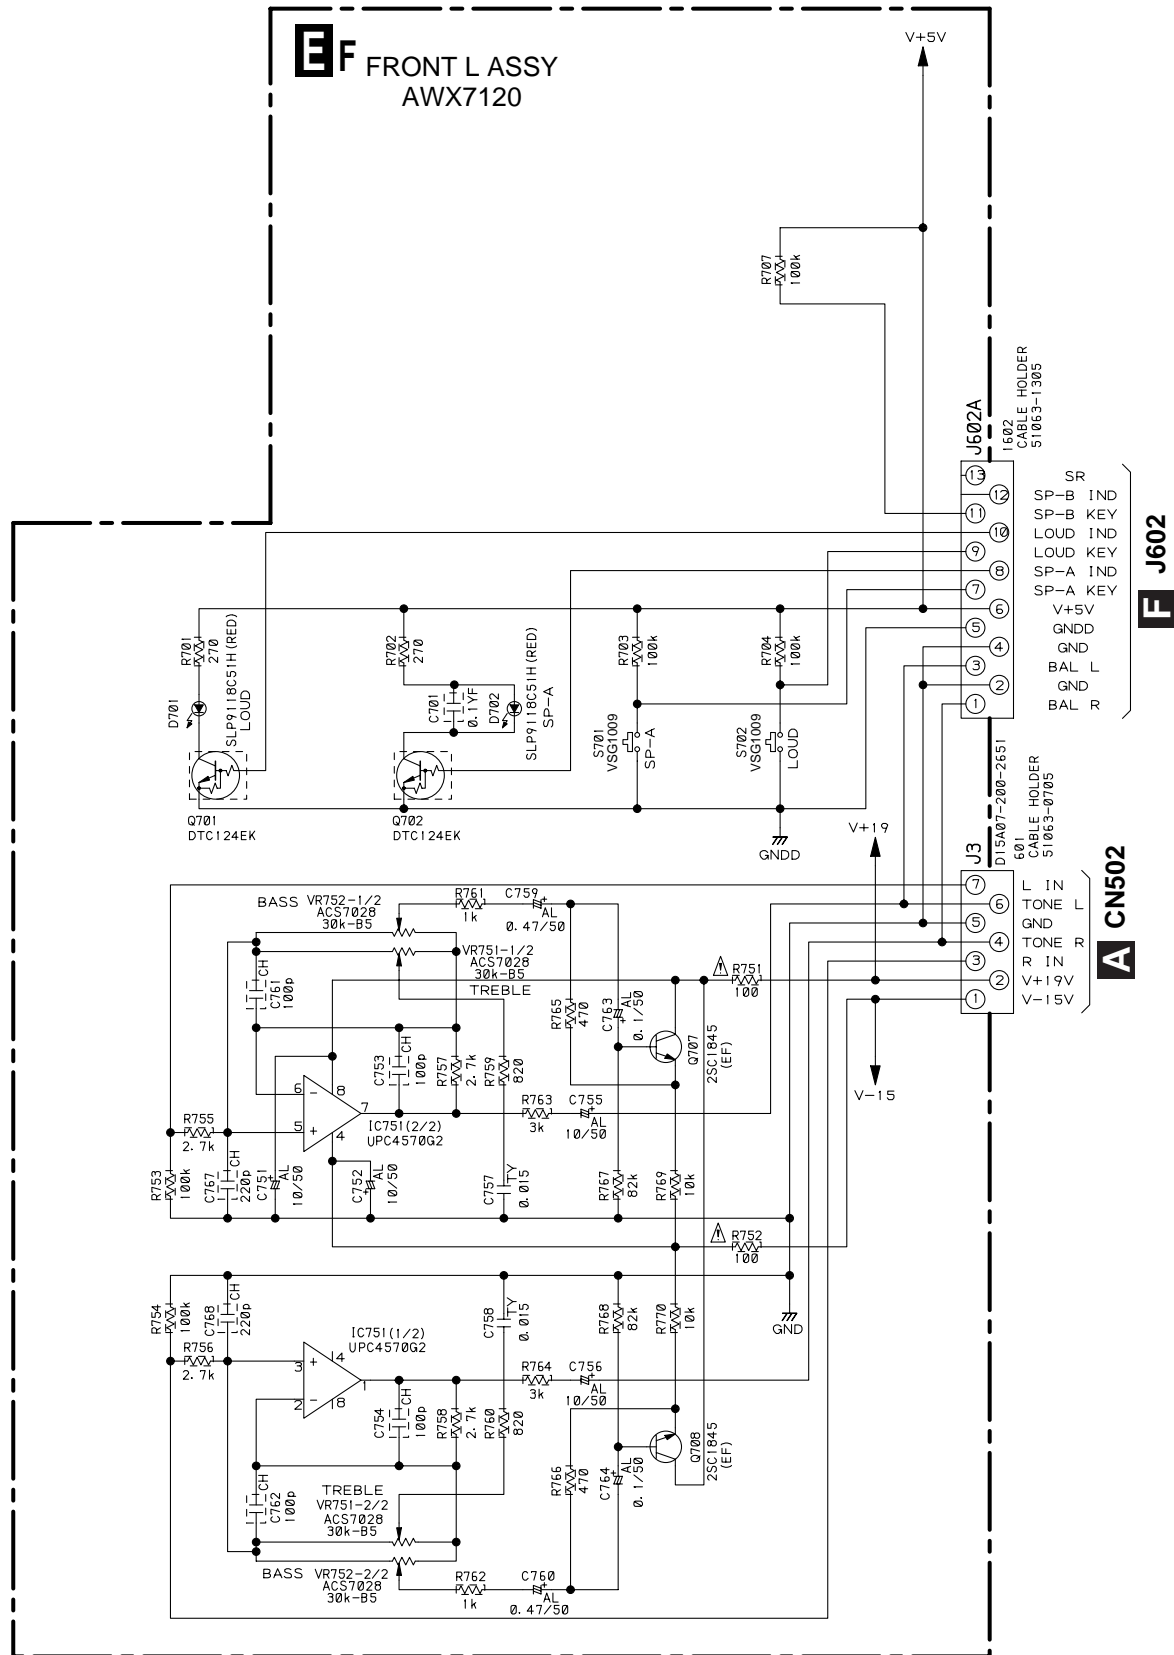 E F FRONT L ASSY
AWX7120
V+5V
R707
100k
J602A
1602
CABLE HOLDER
51063-1305
13
12
11
10
9
8
7
6
5
4
3
2
1
SR
SP-B IND
SP-B KEY
LOUD IND
LOUD KEY
SP-A IND
SP-A KEY
V+5V
GNDD
GND
BAL L
GND
BAL R
F J602
R701
270
D701
SLP9118C51H(RED)
LOUD
Q701
DTC124EK
R702
270
C701
0.1YF
D702
SLP9118C51H(RED)
SP-A
Q702
DTC124EK
R703
100k
S701
VSG1009
SP-A
R704
100k
S702
VSG1009
LOUD
GNDD
V+19
D15A07-200-2651
J3
601
CABLE HOLDER
51063-0705
7
6
5
4
3
2
1
L IN
TONE L
GND
TONE R
R IN
V+19V
V-15V
A CN502
V-15
BASS VR752-1/2
ACS7028
30k-B5
VR751-1/2
ACS7028
30k-B5
TREBLE
R761
1k
C759
AL
0.47/50
C761
CH
100p
R765
470
C763
AL
0.1/50
Q707
2SC1845
(EF)
R751
100
C753
CH
100p
R757
2.7k
R759
820
6
5
8
4
7
IC751(2/2)
UPC4570G2
R763
3k
C755
AL
10/50
R755
2.7k
R753
100k
C767
CH
220p
C751
AL
10/50
C752
AL
10/50
C757
TY
0.015
R767
82k
R769
10k
R752
100
R754
100k
C768
CH
220p
R756
2.7k
IC751(1/2)
UPC4570G2
3
2
4
8
1
C758
TY
0.015
R768
82k
R770
10k
GND
R764
3k
C756
AL
10/50
C754
CH
100p
R758
2.7k
R760
820
R766
470
C764
AL
0.1/50
Q708
2SC1845
(EF)
C762
CH
100p
TREBLE
VR751-2/2
ACS7028
30k-B5
BASS VR752-2/2
ACS7028
30k-B5
R762
1k
C760
AL
0.47/50